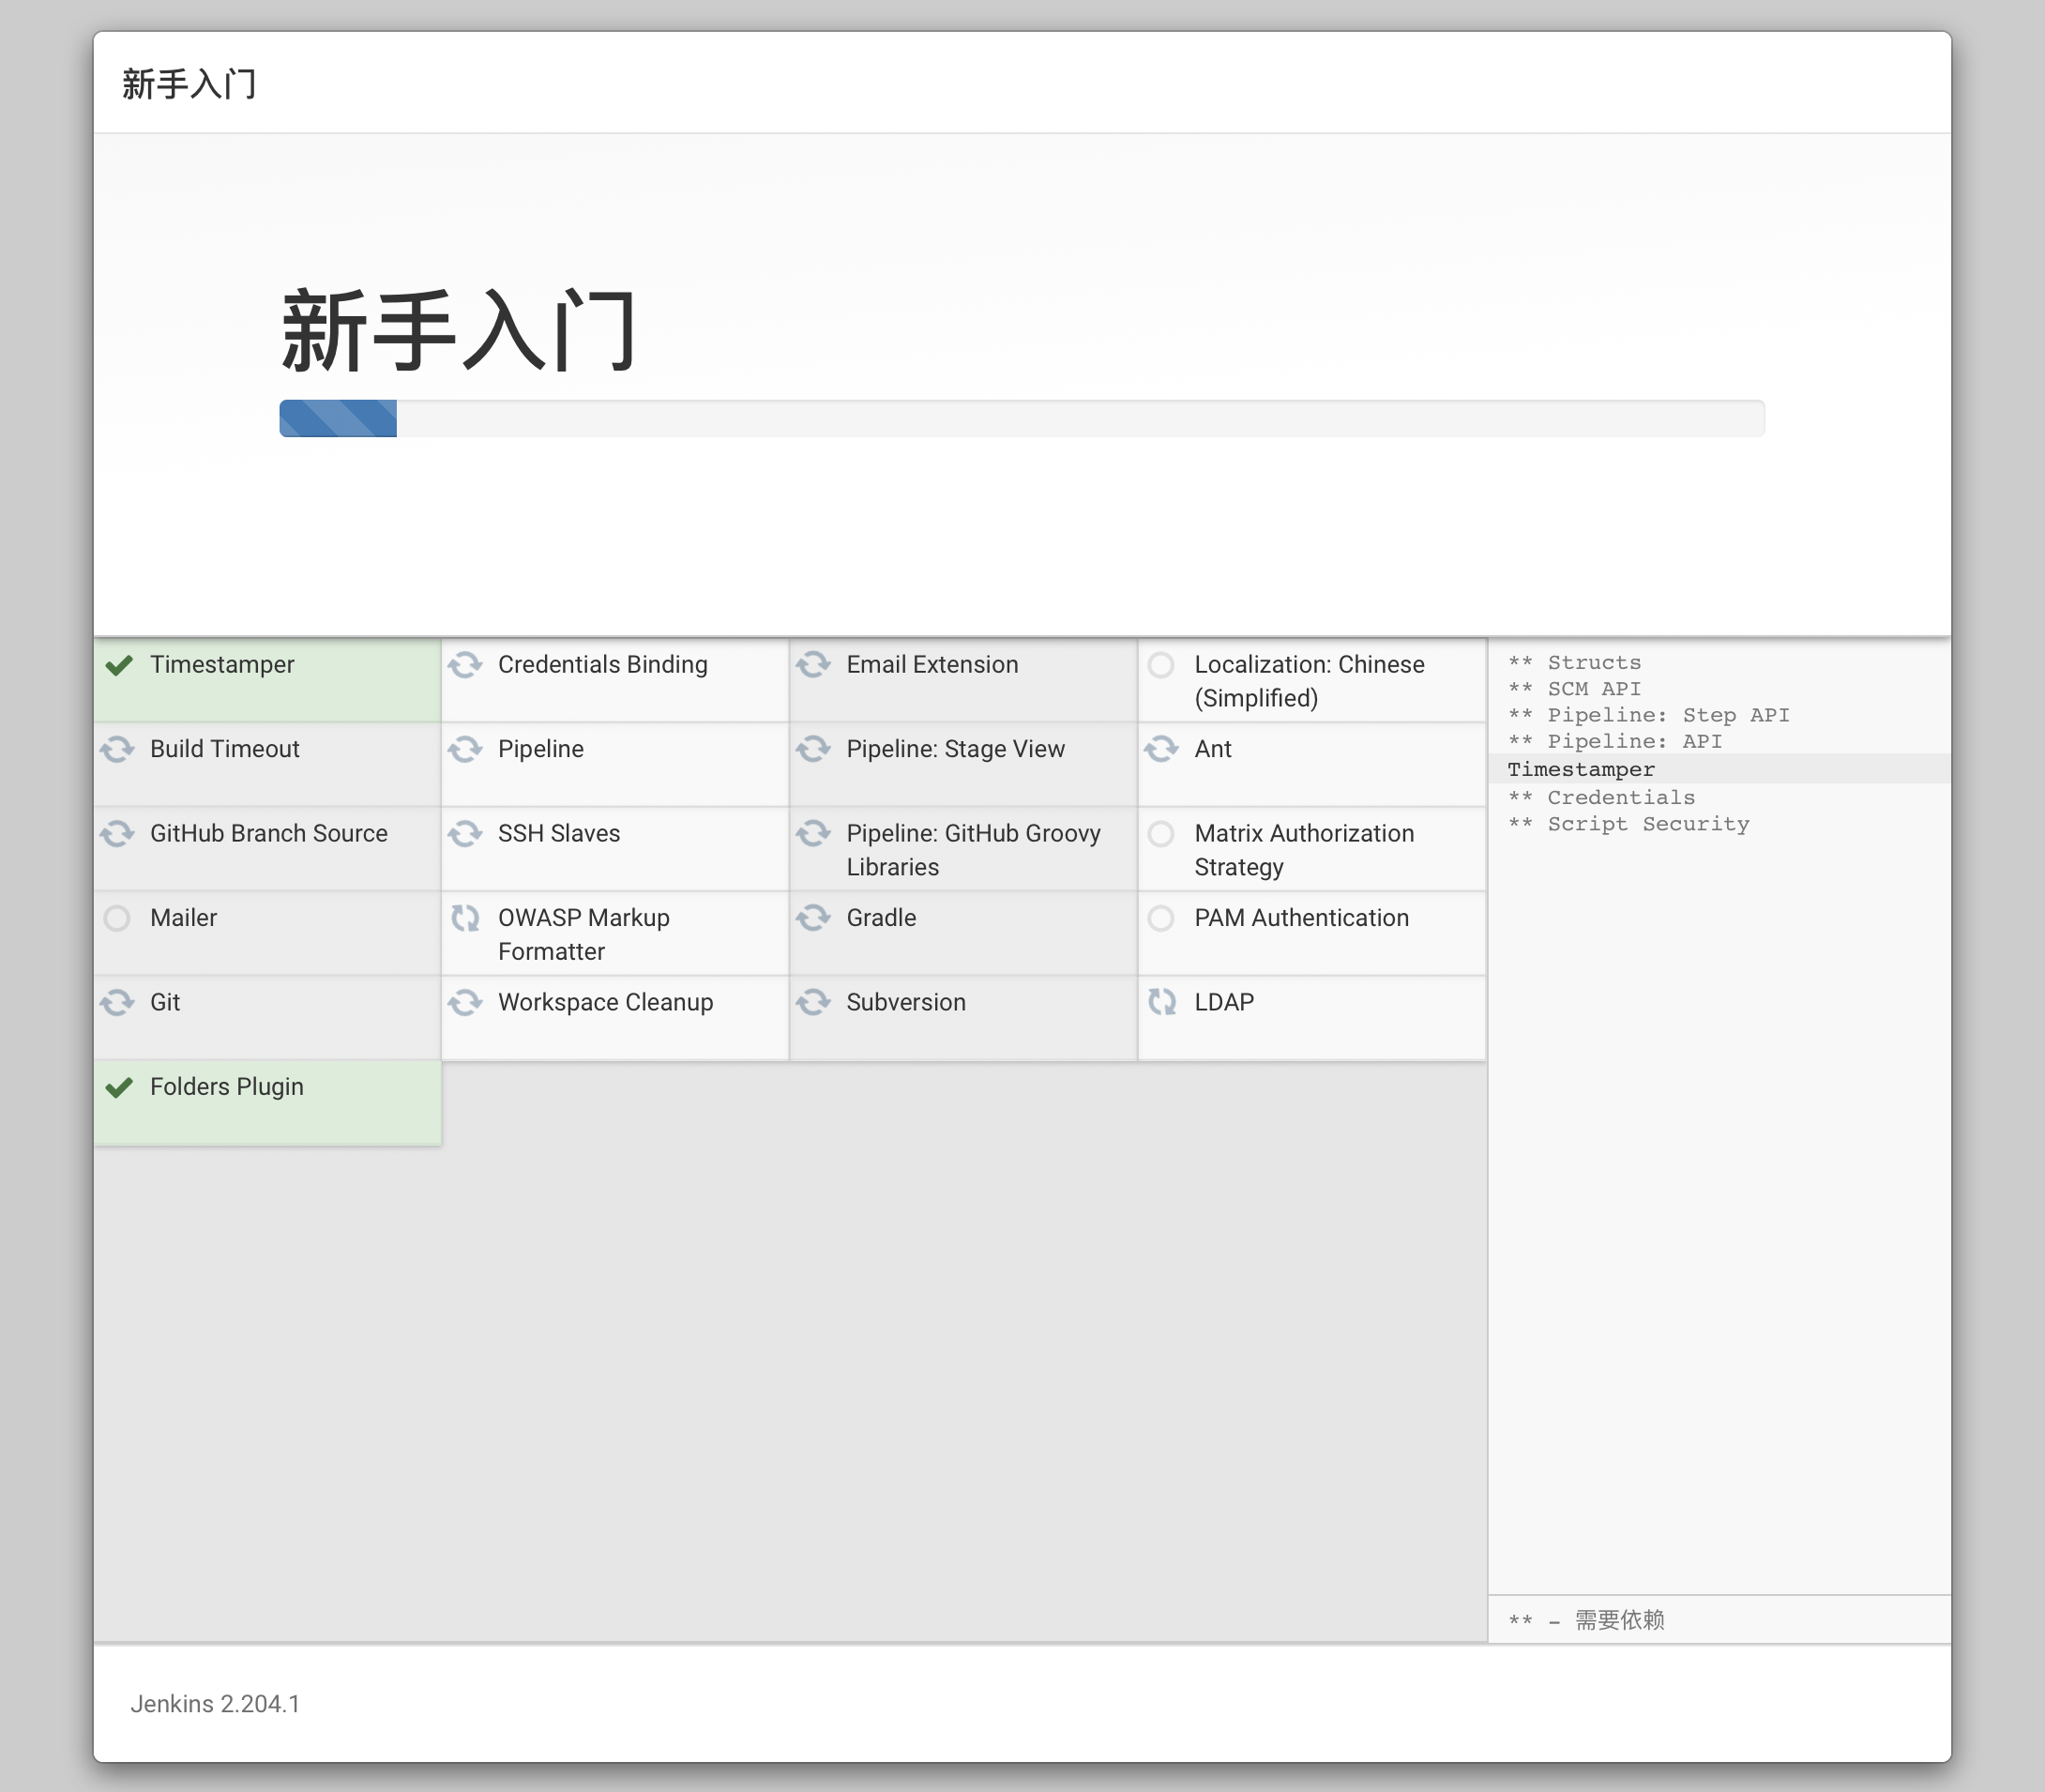 新手入门
新手入门
Timestamper
Credentials Binding
Email Extension
Localization: Chinese
(Simplified)
Build Timeout
Pipeline
Pipeline: Stage View
Ant
GitHub Branch Source
SSH Slaves
Pipeline: GitHub Groovy
Libraries
Matrix Authorization
Strategy
Mailer
OWASP Markup
Formatter
Gradle
PAM Authentication
Git
Workspace Cleanup
Subversion
LDAP
Folders Plugin
** Structs
** SCM API
** Pipeline: Step API
** Pipeline: API
Timestamper
** Credentials
** Script Security
** – 需要依赖
Jenkins 2.204.1